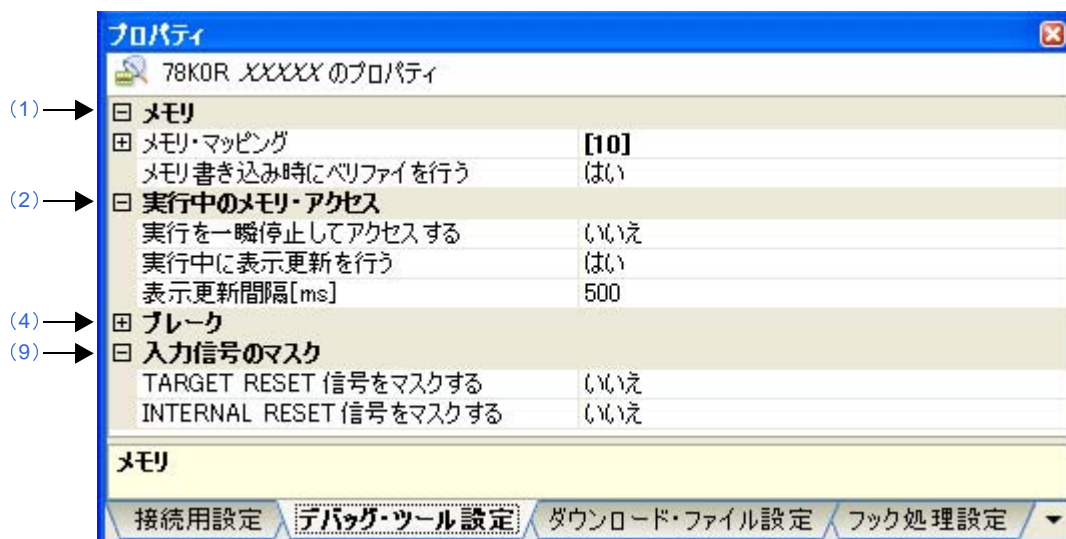 プロパティ
78K0R XXXXX のプロパティ
(1) メモリ
メモリ・マッピング [10]
メモリ書き込み時にベリファイを行う はい
(2) 実行中のメモリ・アクセス
実行を一瞬停止してアクセスする いいえ
実行中に表示更新を行う はい
表示更新間隔[ms] 500
(4) ブレーク
(9) 入力信号のマスク
TARGET RESET 信号をマスクする いいえ
INTERNAL RESET 信号をマスクする いいえ
メモリ
接続用設定 デバッグ・ツール設定 ダウンロード・ファイル設定 フック処理設定